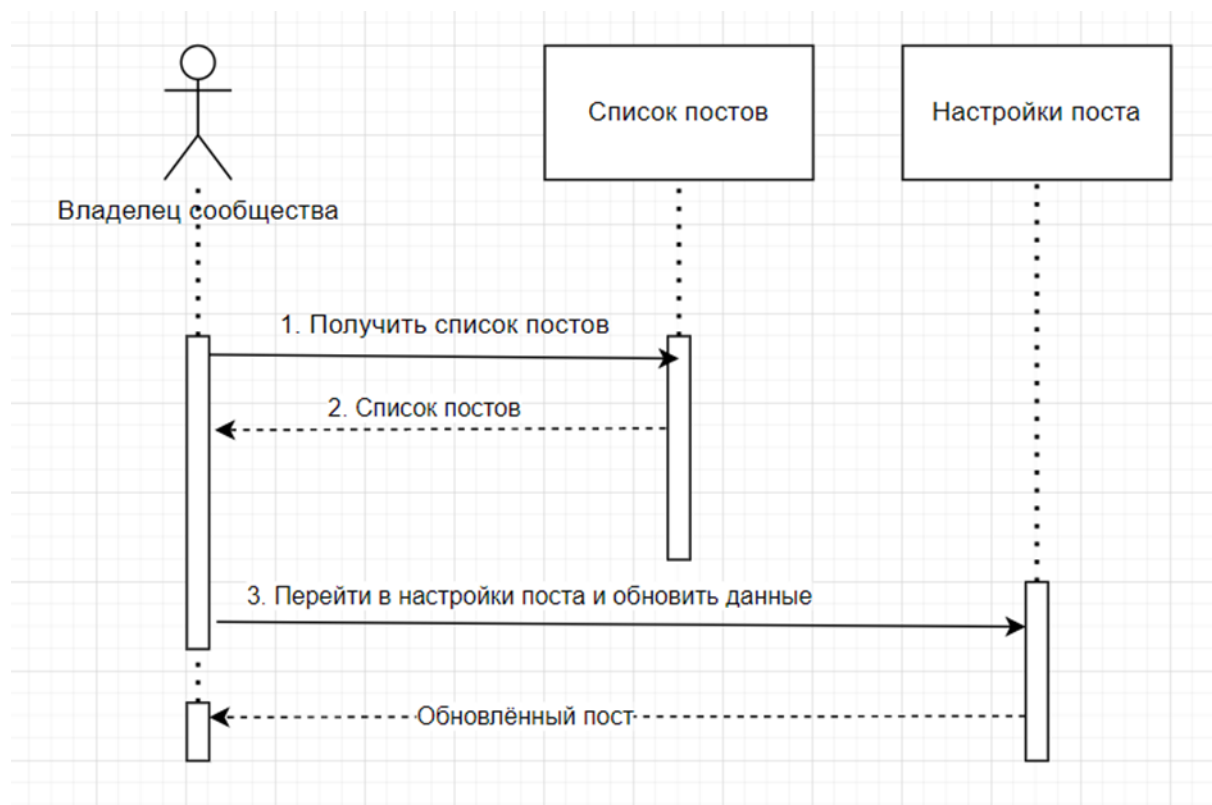 Список постов
Настройки поста
Владелец сообщества
1. Получить список постов
2. Список постов
3. Перейти в настройки поста и обновить данные
Обновлённый пост